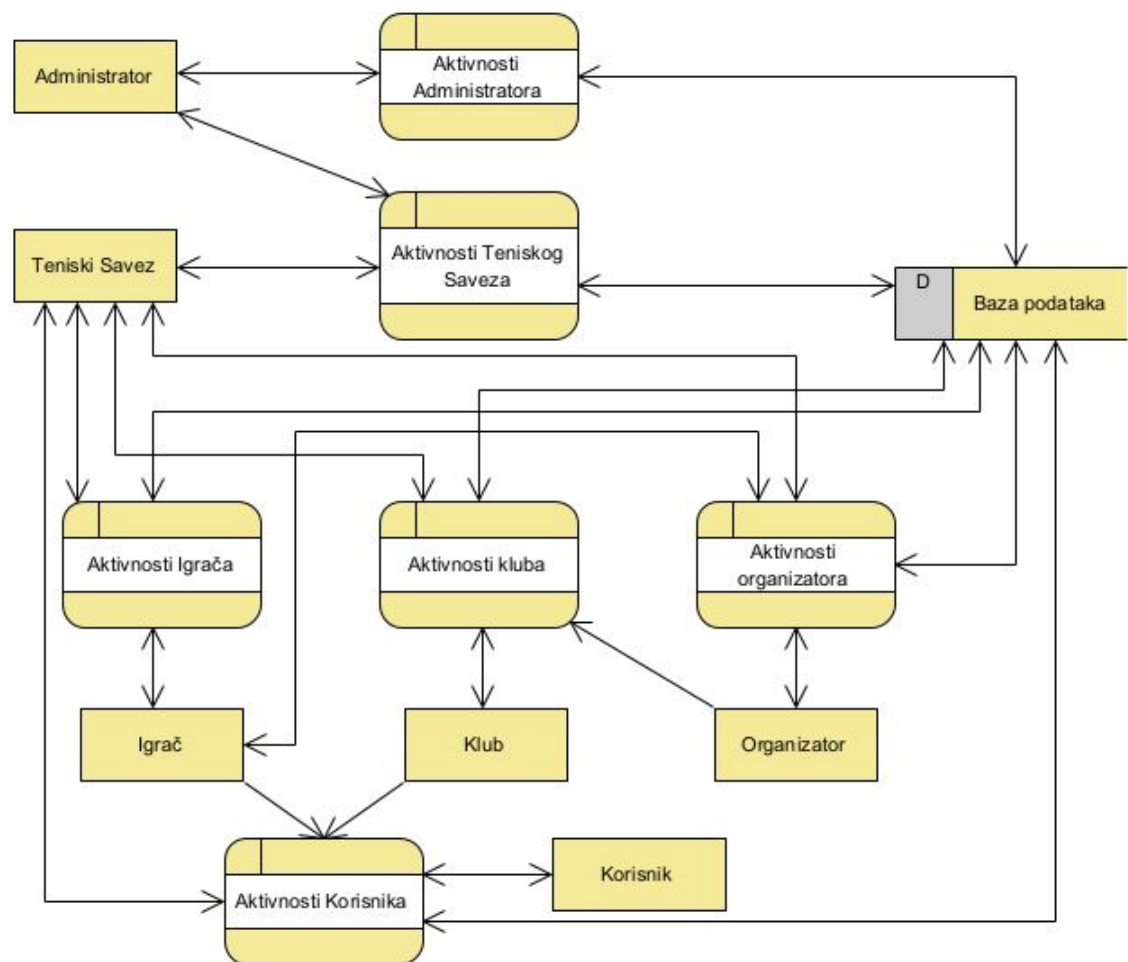 Administrator
Aktivnosti
Administratora
Teniski Savez
Aktivnosti Teniskog
Saveza
D
Baza podataka
Aktivnosti Igrača
Aktivnosti kluba
Aktivnosti
organizatora
Igrač
Klub
Organizator
Aktivnosti Korisnika
Korisnik